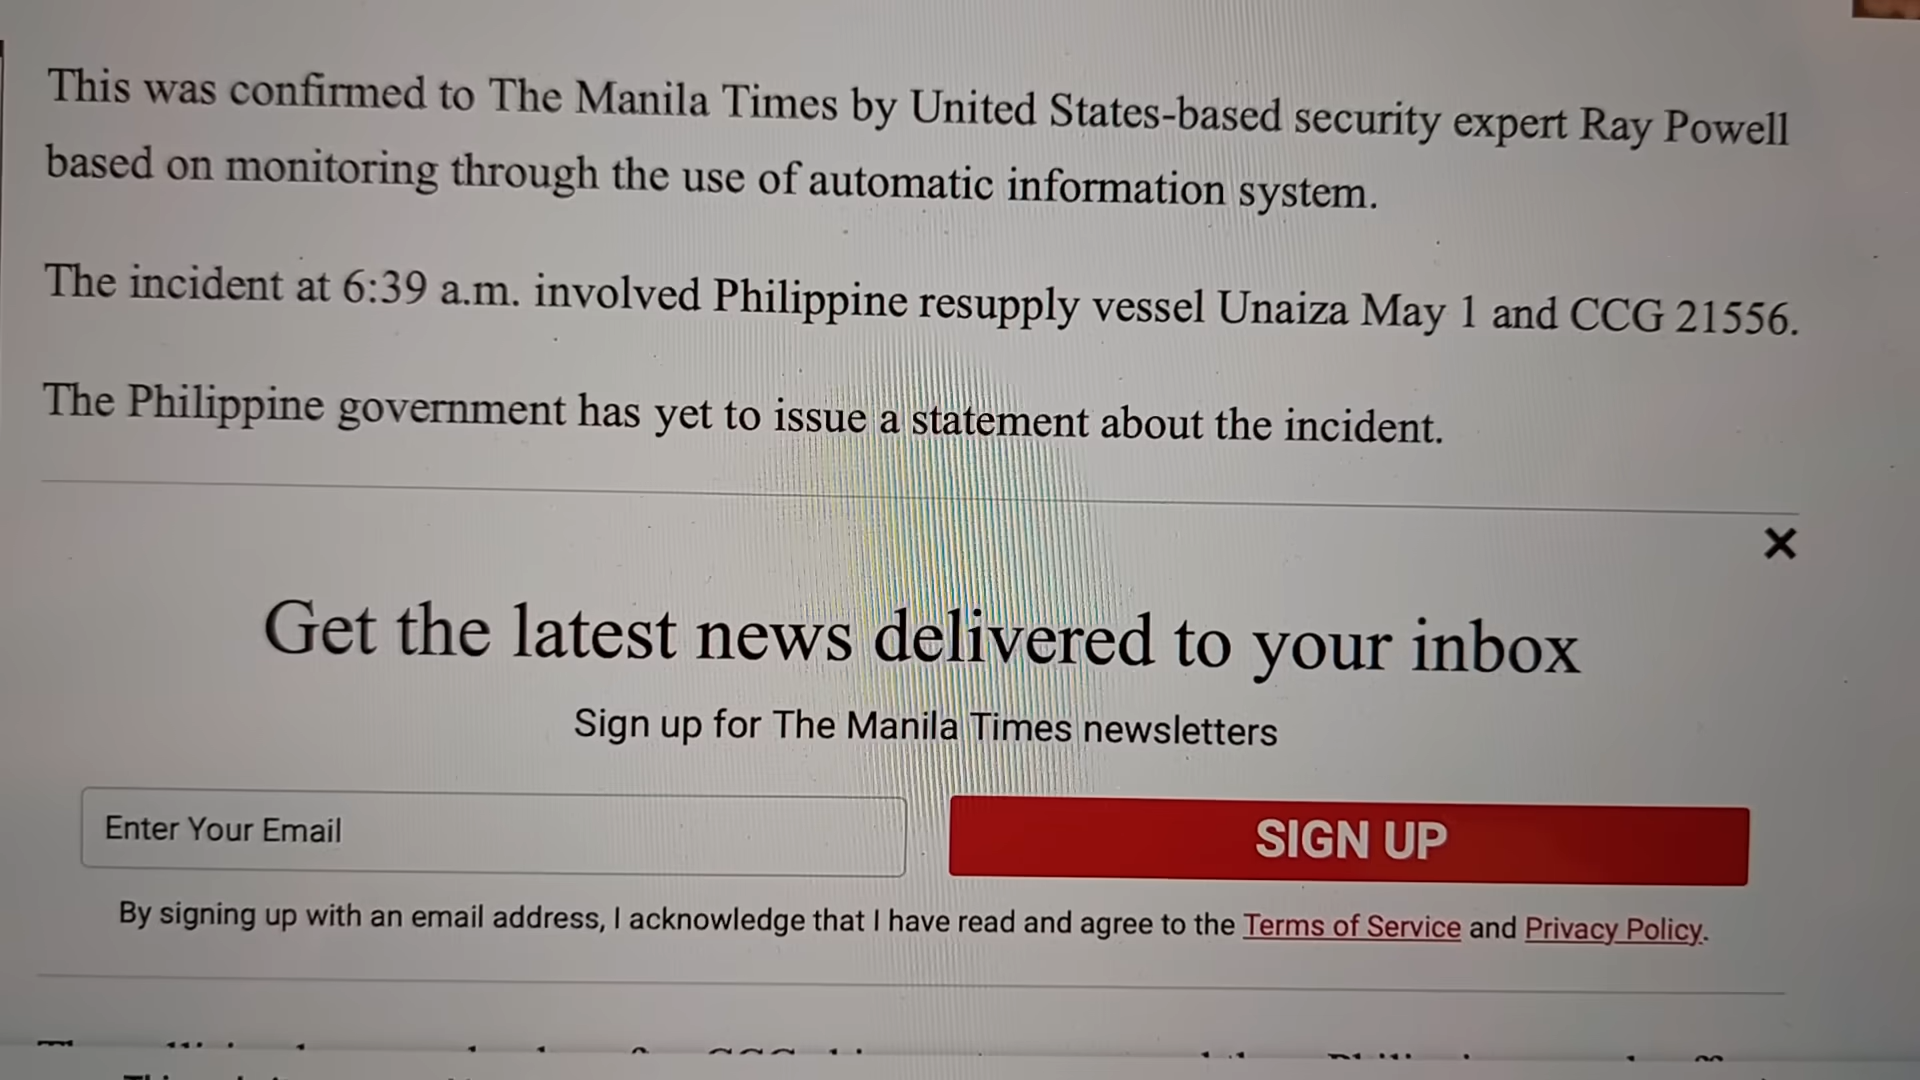 This was confirmed to The Manila Times by United States-based security expert Ray Powell
based on monitoring through the use of automatic information system.
The incident at 6:39 a.m. involved Philippine resupply vessel Unaiza May 1 and CCG 21556.
The Philippine government has yet to issue a statement about the incident.
Get the latest news delivered to your inbox
Sign up for The Manila Times newsletters
Enter Your Email
SIGN UP
By signing up with an email address, I acknowledge that I have read and agree to the Terms of Service and Privacy Policy.